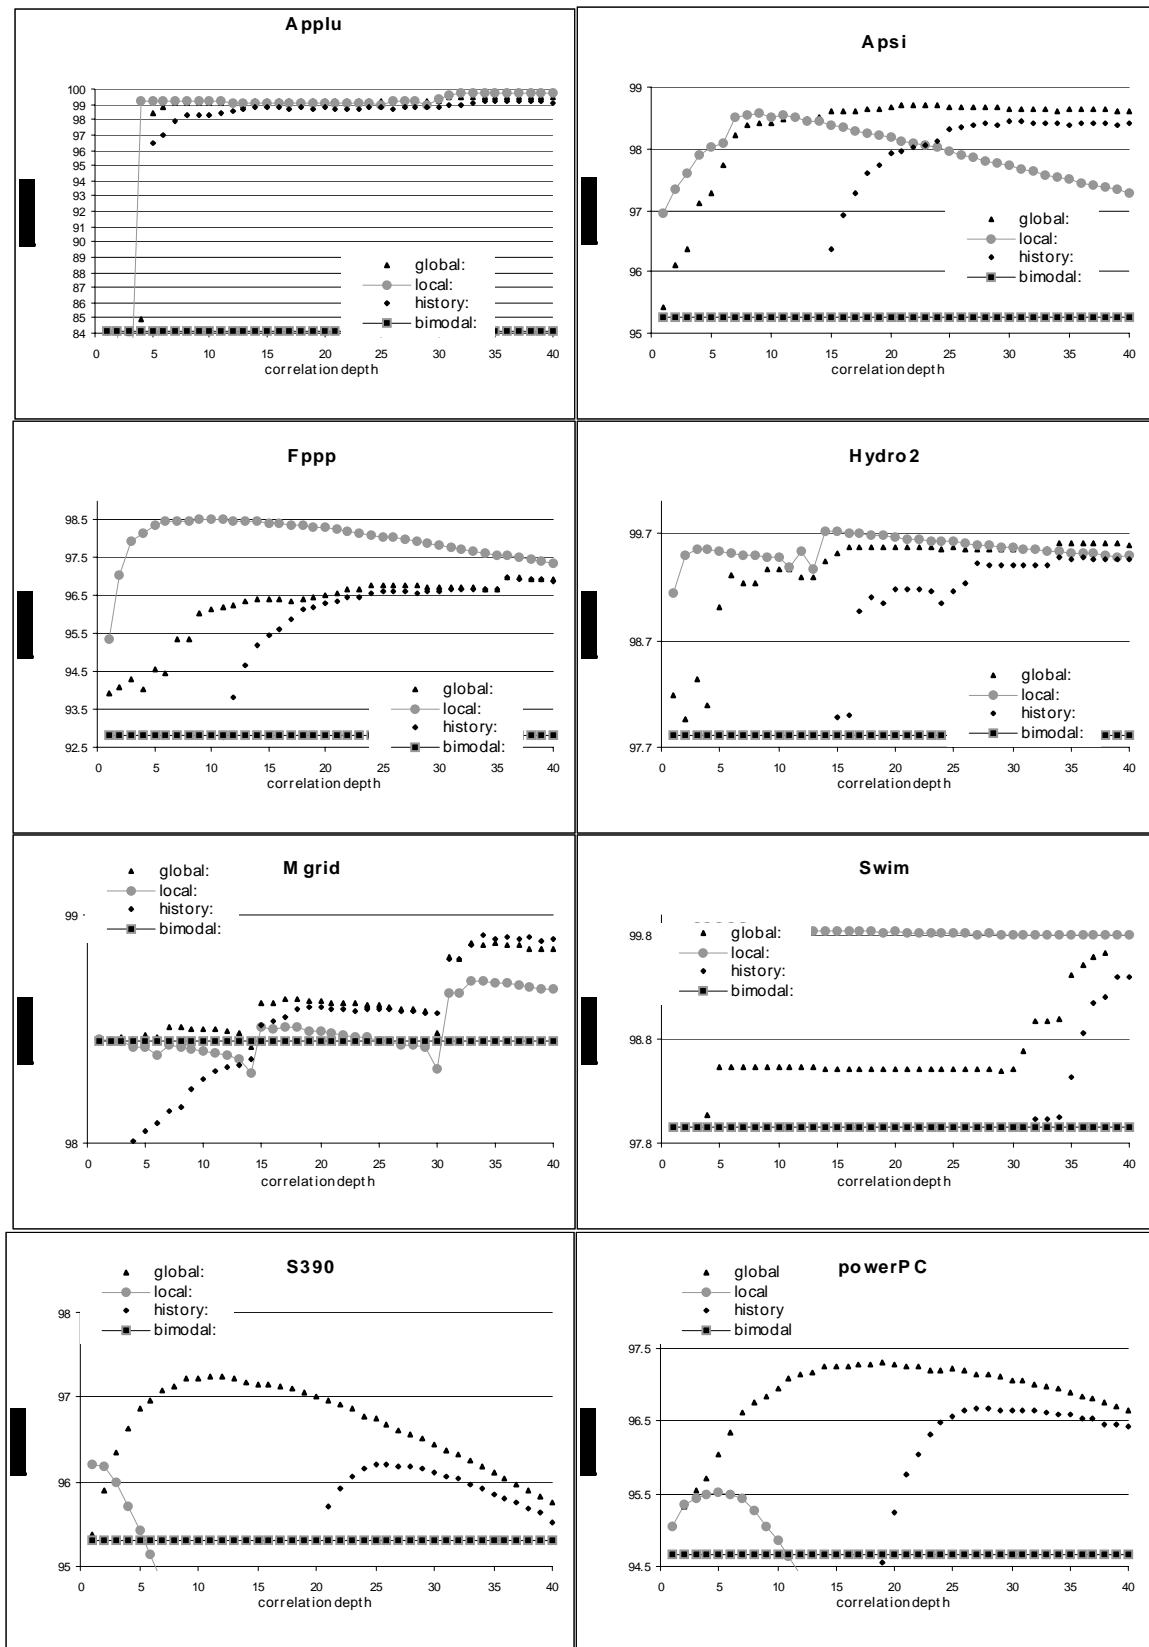 Applu
100
99
98
97
96
95
94
93
92
91
90
89
88
87
86
85
84
global:
local:
history:
bimodal:
0 5 10 15 20 25 30 35 40
correlation depth
Apsi
99
98
97
96
95
global:
local:
history:
bimodal:
0 5 10 15 20 25 30 35 40
correlation depth
Fppp
98.5
97.5
96.5
95.5
94.5
93.5
92.5
global:
local:
history:
bimodal:
0 5 10 15 20 25 30 35 40
correlation depth
Hydro2
99.7
98.7
97.7
global:
local:
history:
bimodal:
0 5 10 15 20 25 30 35 40
correlation depth
Mgrid
global:
local:
history:
bimodal:
99
98
0 5 10 15 20 25 30 35 40
correlation depth
Swim
99.8
98.8
97.8
global:
local:
history:
bimodal:
0 5 10 15 20 25 30 35 40
correlation depth
S390
global:
local:
history:
bimodal:
98
97
96
95
0 5 10 15 20 25 30 35 40
correlation depth
powerPC
global
local
history
bimodal
97.5
96.5
95.5
94.5
0 5 10 15 20 25 30 35 40
correlation depth